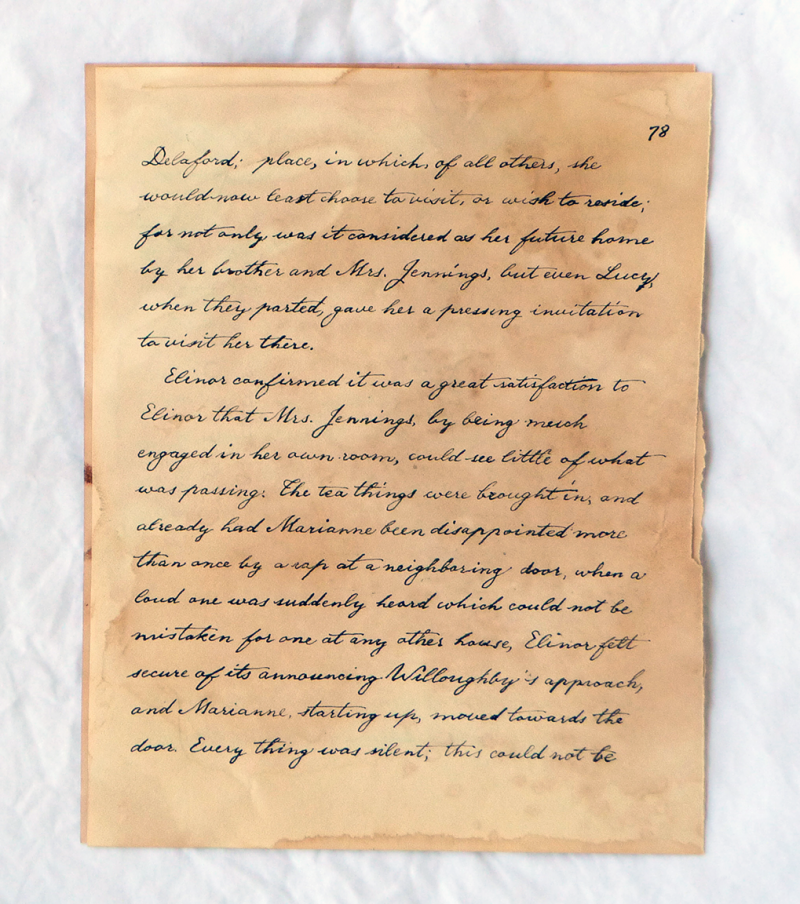 78
Delaford; place, in which, of all others, she
would now least choose to visit, or wish to reside;
for not only was it considered as her future home
by her brother and Mrs. Jennings, but even Lucy,
when they parted, gave her a pressing invitation
to visit her there.
Elinor confirmed it was a great satisfaction to
Elinor that Mrs. Jennings, by being much
engaged in her own room, could see little of what
was passing. The tea things were brought in, and
already had Marianne been disappointed more
than once by a rap at a neighboring door, when a
loud one was suddenly heard which could not be
mistaken for one at any other house, Elinor felt
secure of its announcing Willoughby's approach,
and Marianne, starting up, moved towards the
door. Every thing was silent; this could not be